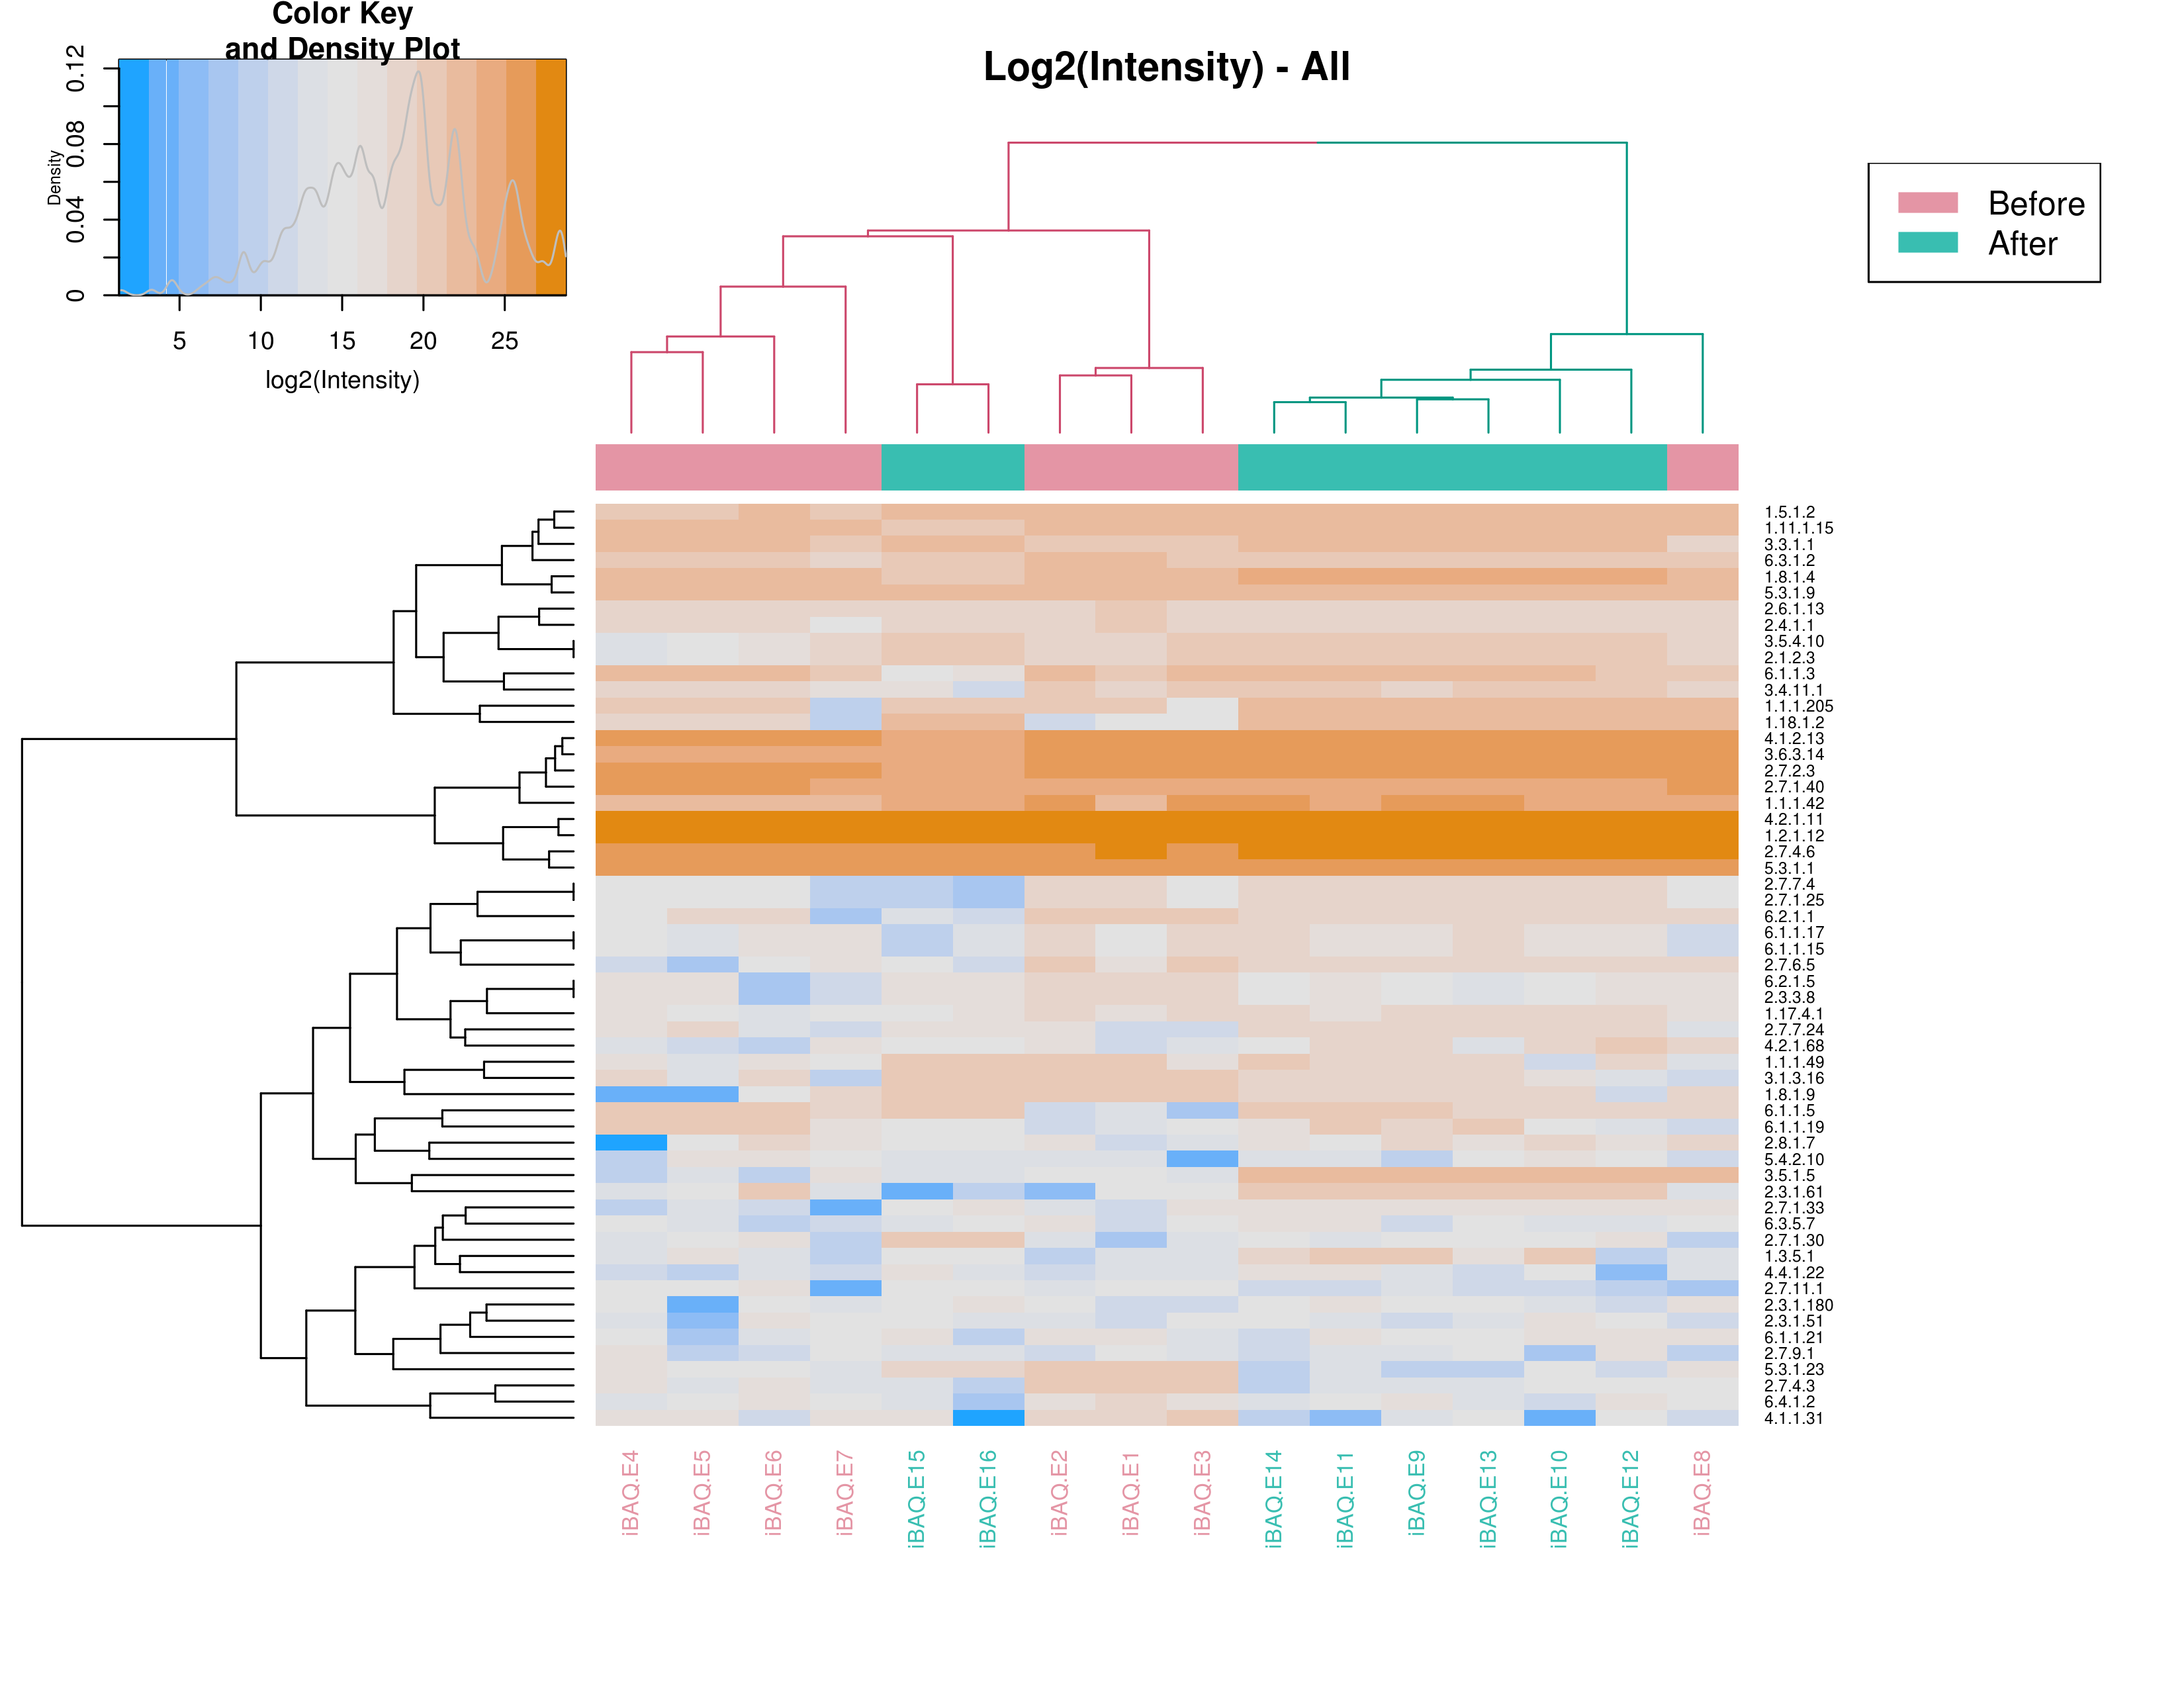 Color Key
and Density Plot
Log2(Intensity) - All
Density
0 0.04 0.08 0.12
5 10 15 20 25
log2(Intensity)
Before
After
1.5.1.2
1.11.1.15
3.3.1.1
6.3.1.2
1.8.1.4
5.3.1.9
2.6.1.13
2.4.1.1
3.5.4.10
2.1.2.3
6.1.1.3
3.4.11.1
1.1.1.205
1.18.1.2
4.1.2.13
3.6.3.14
2.7.2.3
2.7.1.40
1.1.1.42
4.2.1.11
1.2.1.12
2.7.4.6
5.3.1.1
2.7.7.4
2.7.1.25
6.2.1.1
6.1.1.17
6.1.1.15
2.7.6.5
6.2.1.5
2.3.3.8
1.17.4.1
2.7.7.24
4.2.1.68
1.1.1.49
3.1.3.16
1.8.1.9
6.1.1.5
6.1.1.19
2.8.1.7
5.4.2.10
3.5.1.5
2.3.1.61
2.7.1.33
6.3.5.7
2.7.1.30
1.3.5.1
4.4.1.22
2.7.11.1
2.3.1.180
2.3.1.51
6.1.1.21
2.7.9.1
5.3.1.23
2.7.4.3
6.4.1.2
4.1.1.31
iBAQ.E4
iBAQ.E5
iBAQ.E6
iBAQ.E7
iBAQ.E15
iBAQ.E16
iBAQ.E2
iBAQ.E1
iBAQ.E3
iBAQ.E14
iBAQ.E11
iBAQ.E9
iBAQ.E13
iBAQ.E10
iBAQ.E12
iBAQ.E8